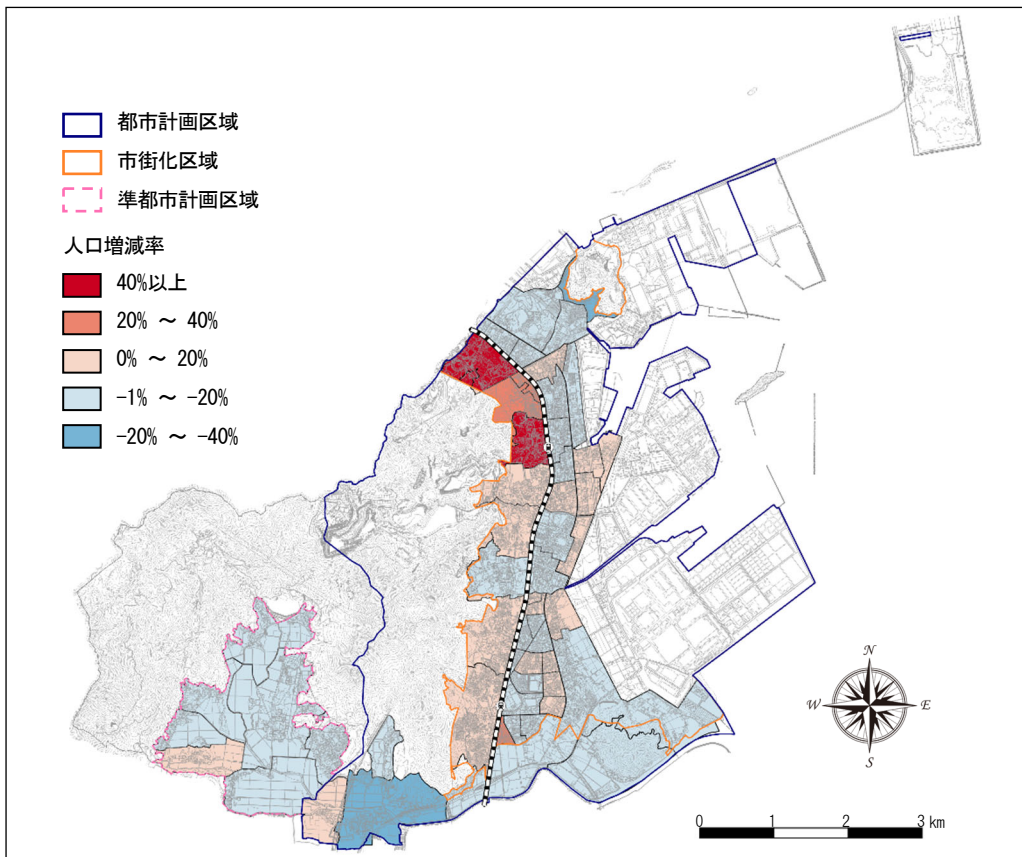 都市計画区域
市街化区域
準都市計画区域
人口増減率
40%以上
20% ～ 40%
0% ～ 20%
-1% ～ -20%
-20% ～ -40%
N
W
E
S
0 1 2 3 km